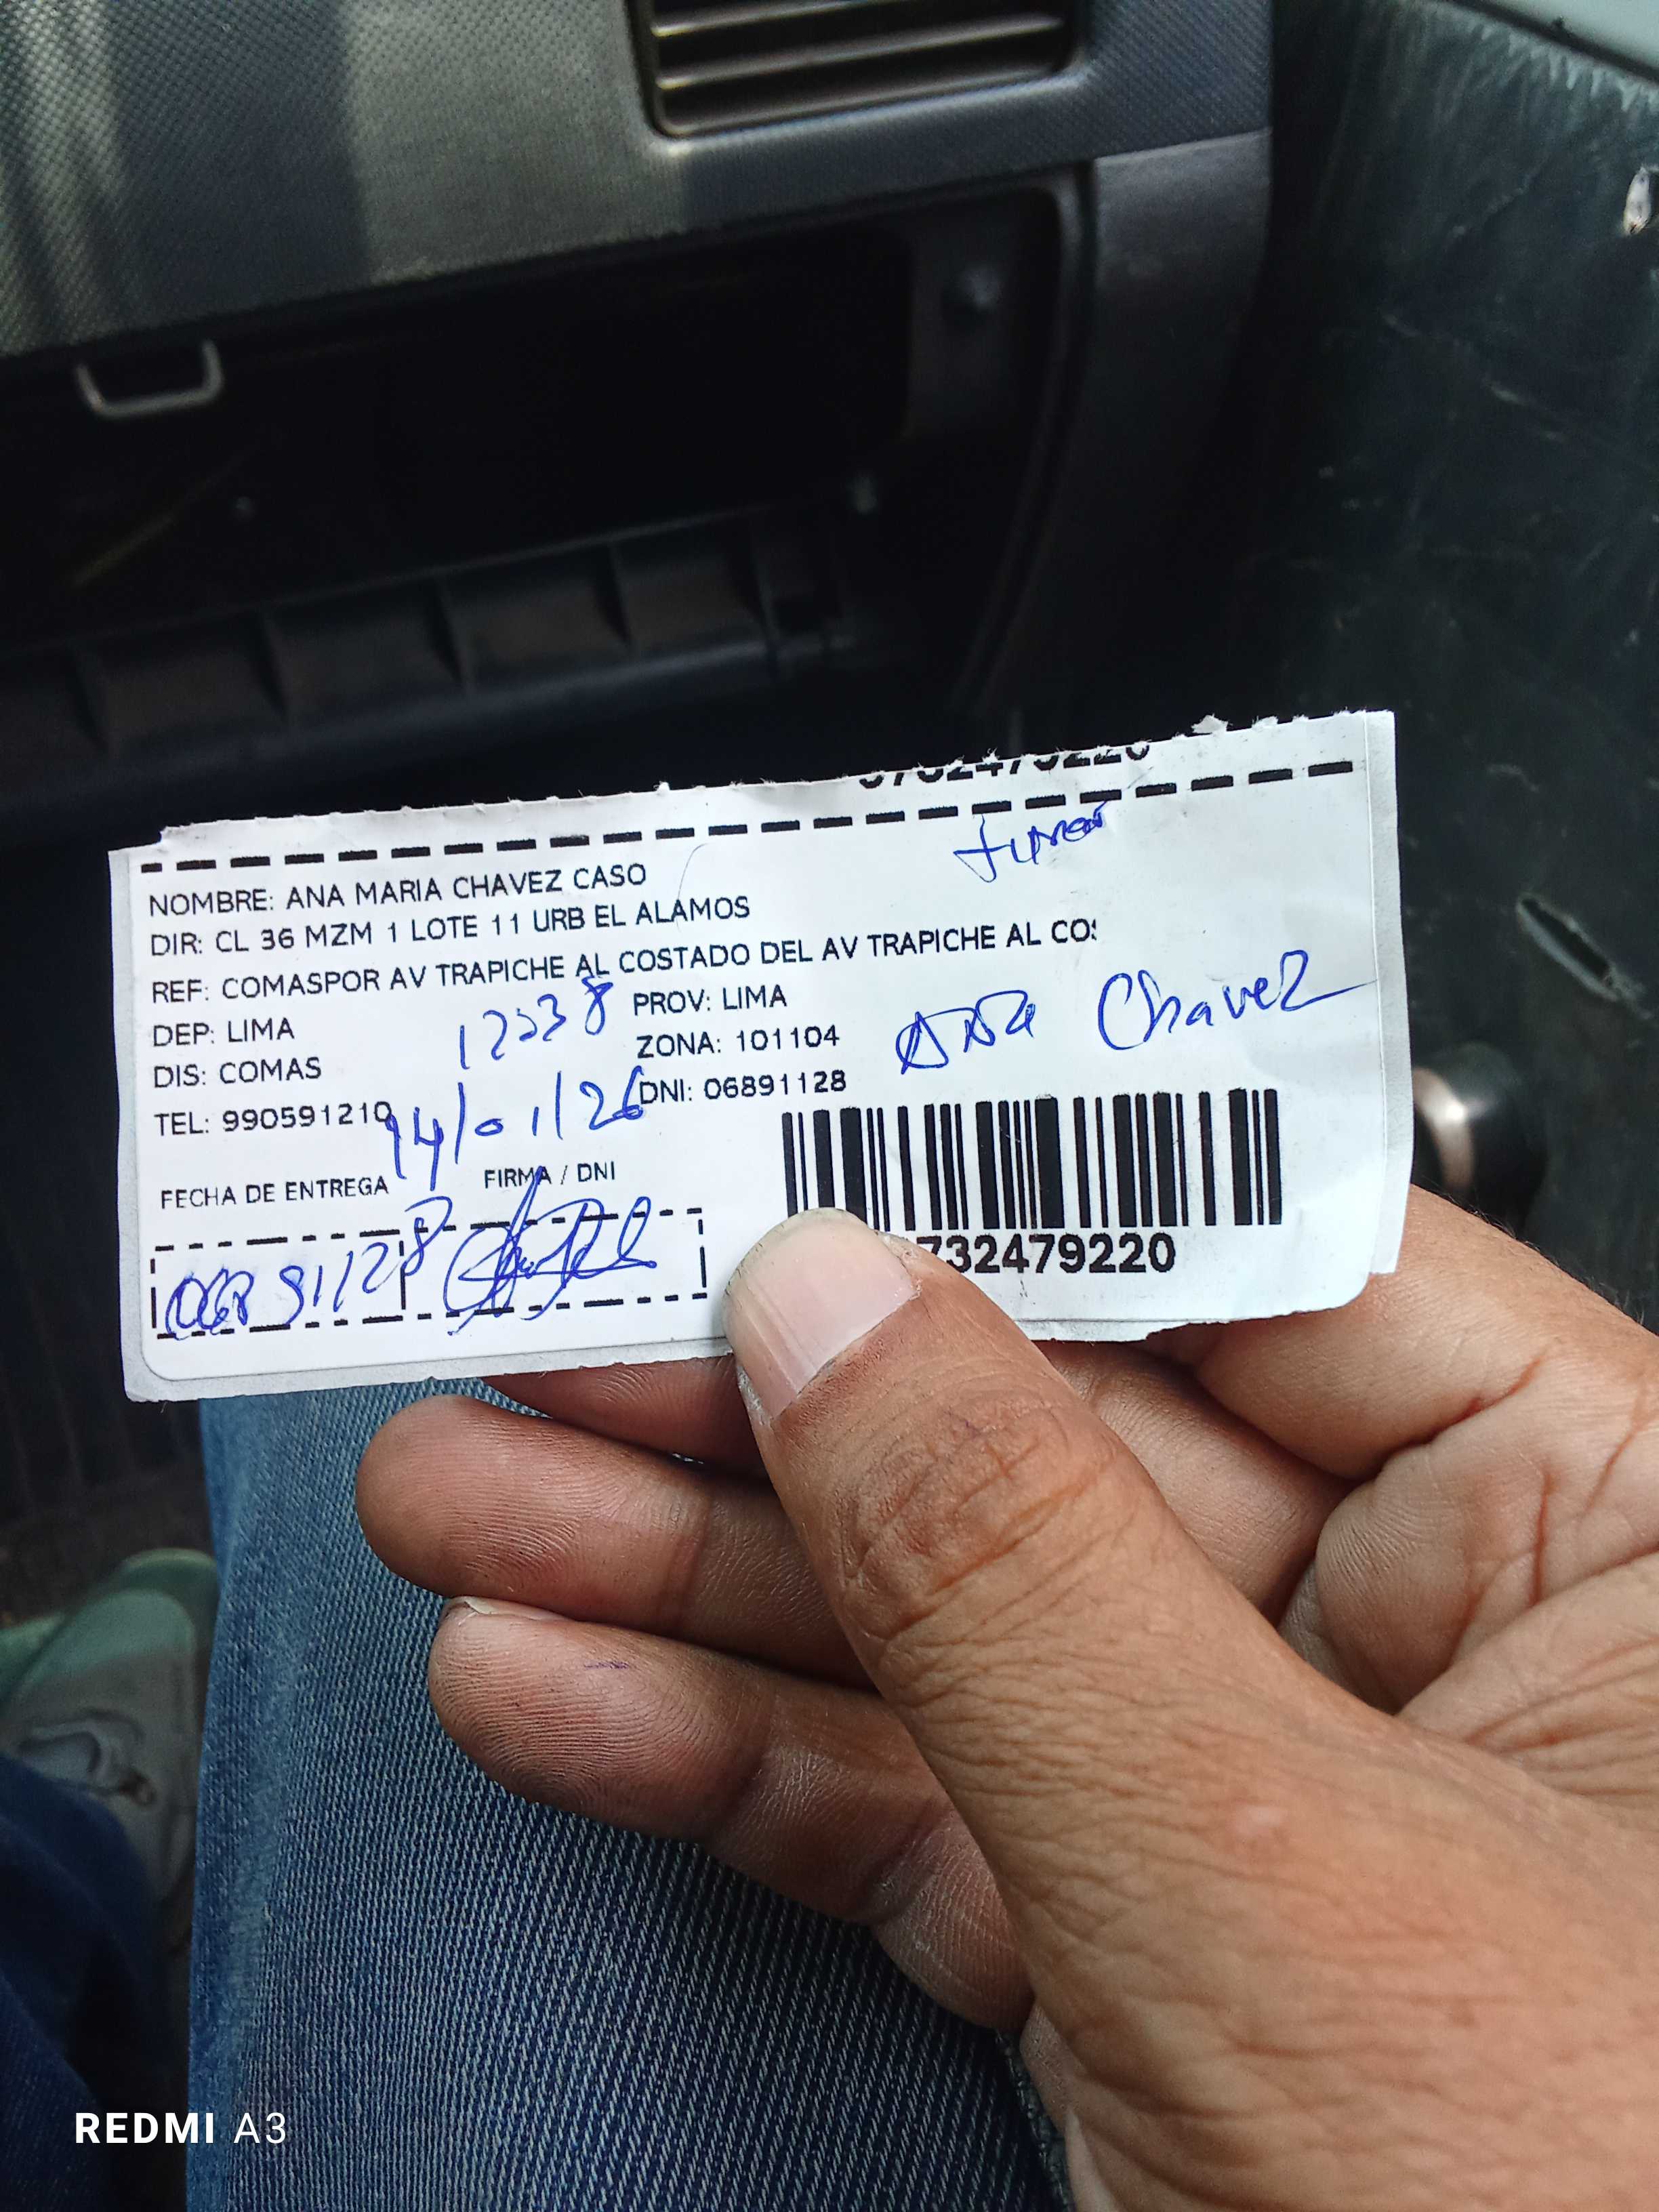 NOMBRE: ANA MARIA CHAVEZ CASO
DIR: CL 36 MZM 1 LOTE 11 URB EL ALAMOS
REF: COMASPOR AV TRAPICHE AL COSTADO DEL AV TRAPICHE AL CO
DEP: LIMA PROV: LIMA
ZONA: 101104
Ana Chavez
DIS: COMAS
DNI: 06891128
TEL: 990591210
14/01/26
FECHA DE ENTREGA FIRMA / DNI
06891128
732479220
REDMI A3